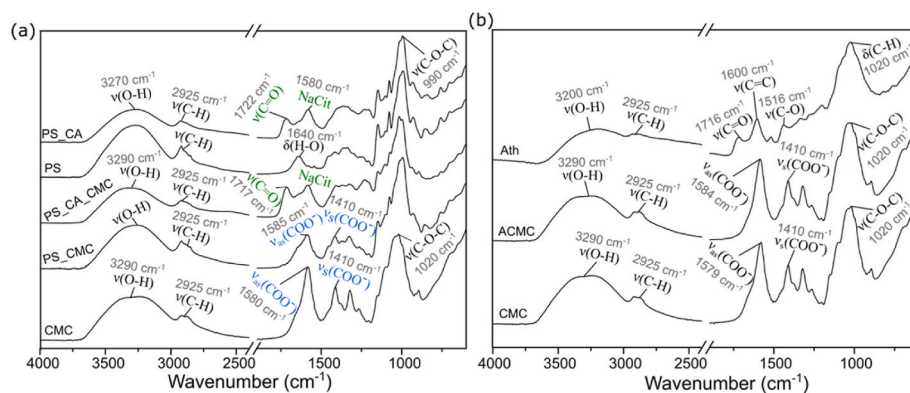 (a)
3270 cm⁻¹
ν(O-H)
2925 cm⁻¹
ν(C-H)
1722 cm⁻¹
ν(C=O)
1580 cm⁻¹
NaCit
ν(C-O-C)
990 cm⁻¹
PS_CA
ν(C-H)
1640 cm⁻¹
δ(H-O)
PS
3290 cm⁻¹
ν(O-H)
2925 cm⁻¹
ν(C-H)
ν(C=O)
1717 cm⁻¹
NaCit
PS_CA_CMC
ν(O-H)
2925 cm⁻¹
ν(C-H)
1585 cm⁻¹
νas(COO⁻)
1410 cm⁻¹
νS(COO⁻)
PS_CMC
3290 cm⁻¹
ν(O-H)
2925 cm⁻¹
ν(C-H)
νas(COO⁻)
1580 cm⁻¹
1410 cm⁻¹
νS(COO⁻)
ν(C-O-C)
1020 cm⁻¹
CMC
4000 3500 3000 2500 1500 1000
Wavenumber (cm⁻¹)
(b)
3200 cm⁻¹
ν(O-H)
2925 cm⁻¹
ν(C-H)
1716 cm⁻¹
ν(C=O)
1600 cm⁻¹
ν(C=C)
1516 cm⁻¹
ν(C-O)
δ(C-H)
1020 cm⁻¹
Ath
3290 cm⁻¹
ν(O-H)
2925 cm⁻¹
ν(C-H)
νas(COO⁻)
1584 cm⁻¹
1410 cm⁻¹
νs(COO⁻)
ν(C-O-C)
1020 cm⁻¹
ACMC
3290 cm⁻¹
ν(O-H)
2925 cm⁻¹
ν(C-H)
νas(COO⁻)
1579 cm⁻¹
1410 cm⁻¹
νs(COO⁻)
ν(C-O-C)
1020 cm⁻¹
CMC
4000 3500 3000 2500 1500 1000
Wavenumber (cm⁻¹)